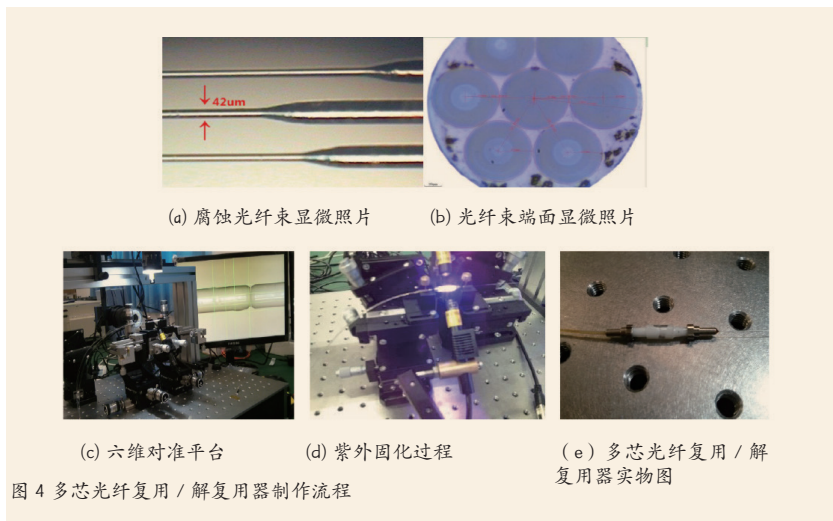 42um
(a) 腐蚀光纤束显微照片
(b) 光纤束端面显微照片
(c) 六维对准平台
(d) 紫外固化过程
（e）多芯光纤复用 / 解
复用器实物图
图 4 多芯光纤复用 / 解复用器制作流程